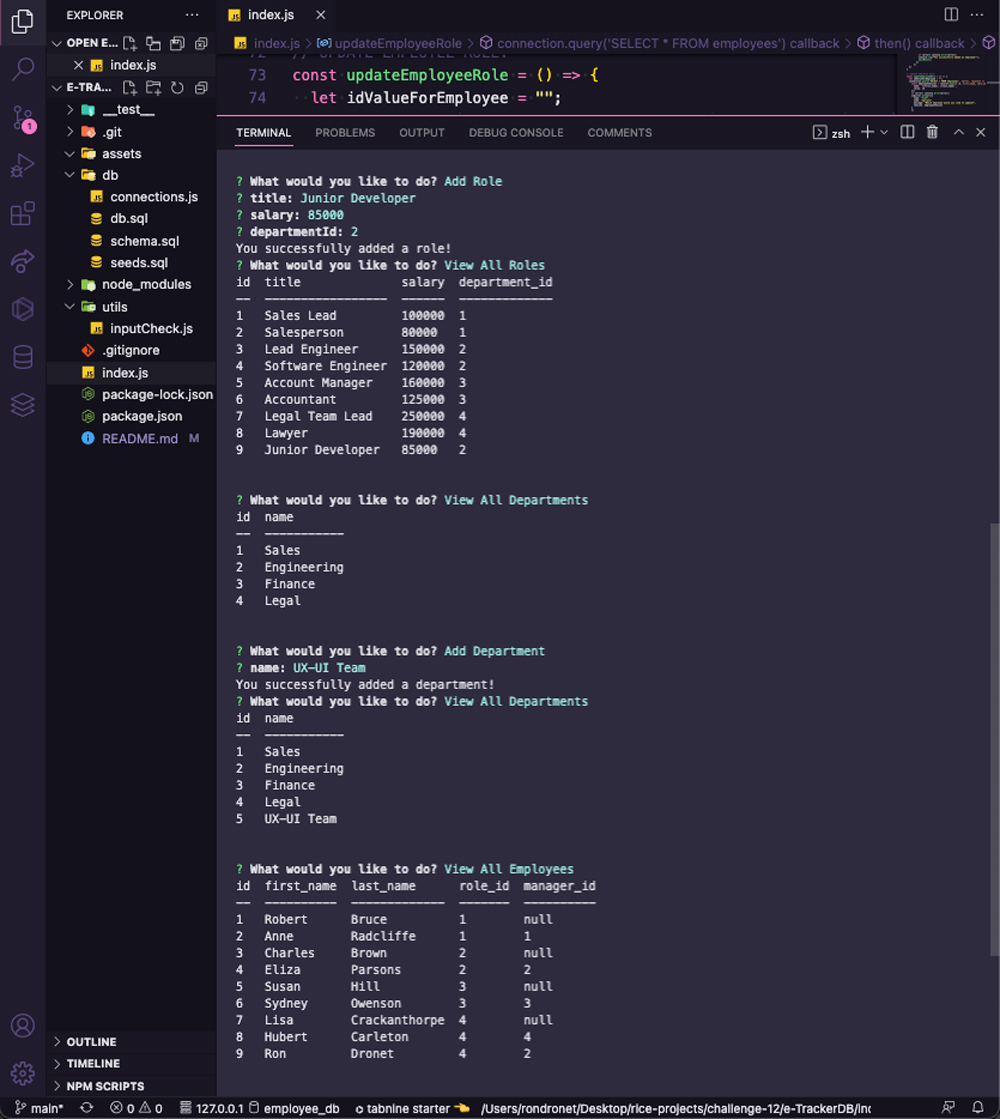 EXPLORER
OPEN E...
index.js
E-TRA...
__test__
.git
assets
db
connections.js
db.sql
schema.sql
seeds.sql
node_modules
utils
inputCheck.js
.gitignore
index.js
package-lock.json
package.json
README.md M
OUTLINE
TIMELINE
NPM SCRIPTS
1
index.js
index.js > updateEmployeeRole > connection.query('SELECT * FROM employees') callback > then() callback >
73 const updateEmployeeRole = () => {
74 let idValueForEmployee = "";
TERMINAL PROBLEMS OUTPUT DEBUG CONSOLE COMMENTS zsh
? What would you like to do? Add Role
? title: Junior Developer
? salary: 85000
? departmentId: 2
You successfully added a role!
? What would you like to do? View All Roles
id title salary department_id
1 Sales Lead 100000 1
2 Salesperson 80000 1
3 Lead Engineer 150000 2
4 Software Engineer 120000 2
5 Account Manager 160000 3
6 Accountant 125000 3
7 Legal Team Lead 250000 4
8 Lawyer 190000 4
9 Junior Developer 85000 2
? What would you like to do? View All Departments
id name
1 Sales
2 Engineering
3 Finance
4 Legal
? What would you like to do? Add Department
? name: UX-UI Team
You successfully added a department!
? What would you like to do? View All Departments
id name
1 Sales
2 Engineering
3 Finance
4 Legal
5 UX-UI Team
? What would you like to do? View All Employees
id first_name last_name role_id manager_id
1 Robert Bruce 1 null
2 Anne Radcliffe 1 1
3 Charles Brown 2 null
4 Eliza Parsons 2 2
5 Susan Hill 3 null
6 Sydney Owenson 3 3
7 Lisa Crackanthorpe 4 null
8 Hubert Carleton 4 4
9 Ron Dronet 4 2
main* 0 0 127.0.0.1 employee_db tabnine starter /Users/rondronet/Desktop/rice-projects/challenge-12/e-TrackerDB/inc